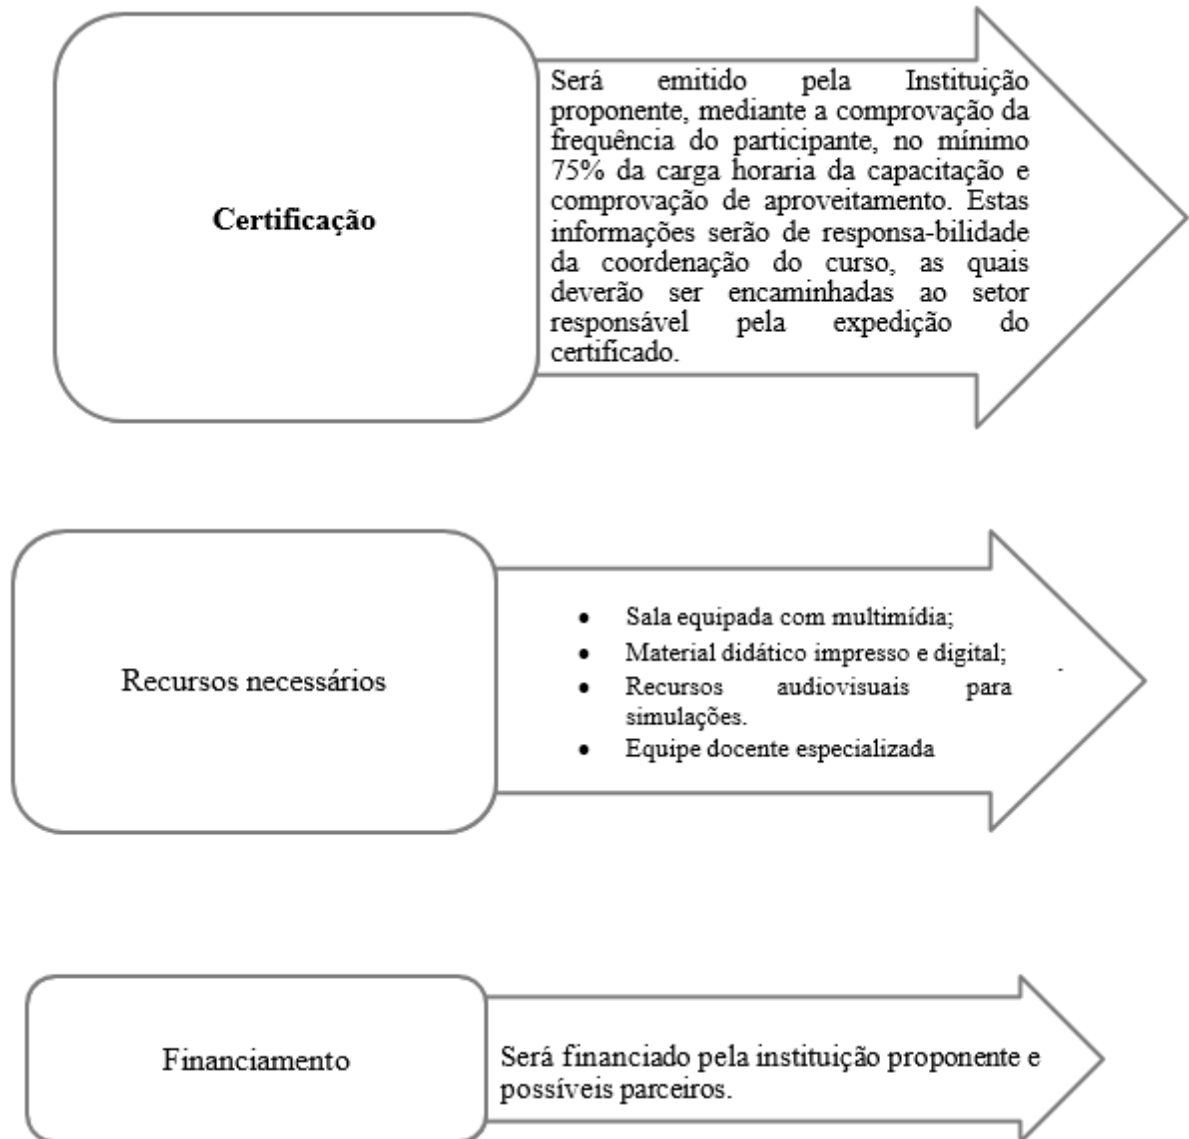 Certificação
Será emitido pela Instituição
proponente, mediante a comprovação da
frequência do participante, no mínimo
75% da carga horaria da capacitação e
comprovação de aproveitamento. Estas
informações serão de responsa-bilidade
da coordenação do curso, as quais
deverão ser encaminhadas ao setor
responsável pela expedição do
certificado.
Recursos necessários
• Sala equipada com multimídia;
• Material didático impresso e digital;
• Recursos audiovisuais para
simulações.
• Equipe docente especializada
.
Financiamento
Será financiado pela instituição proponente e
possíveis parceiros.